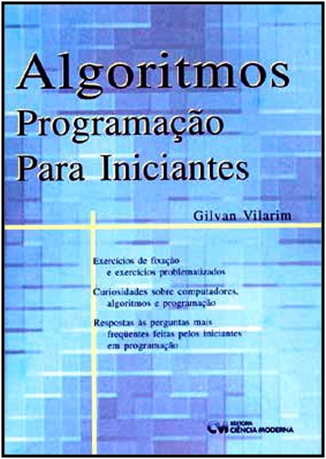 Algoritmos
Programação
Para Iniciantes
Gilvan Vilarim
Exercícios de fixação
e exercícios problematizados
Curiosidades sobre computadores,
algoritmos e programação
Respostas às perguntas mais
freqüentes feitas pelos iniciantes
em programação
EDITORA
CIÊNCIA MODERNA